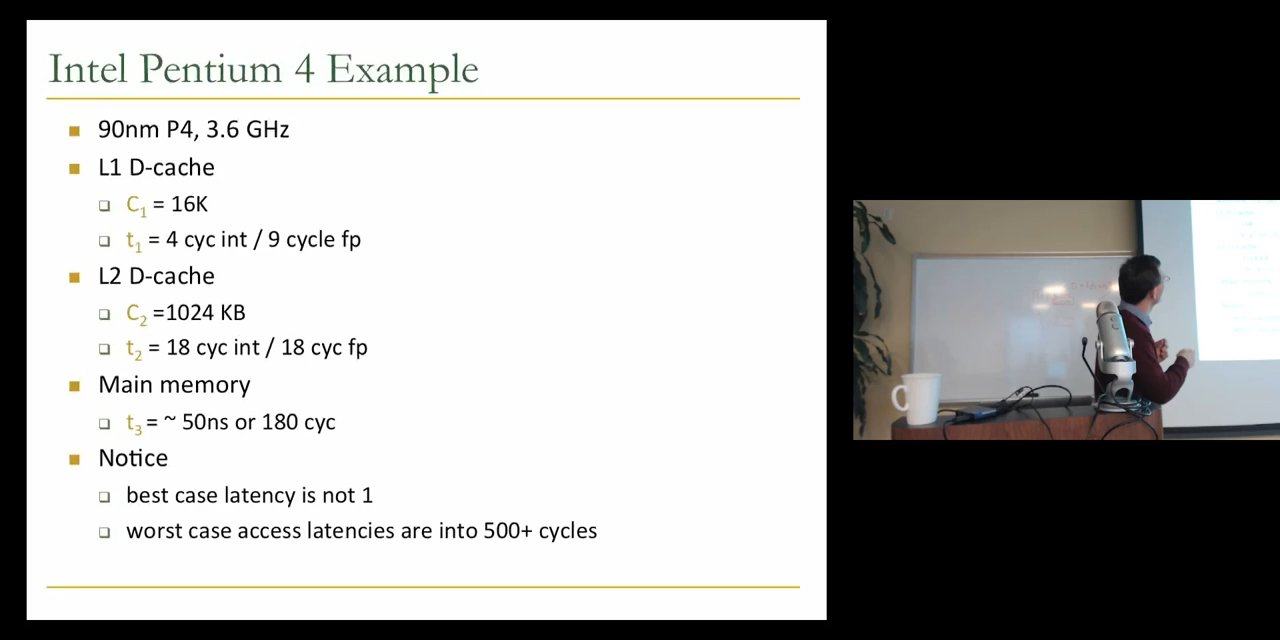 Intel Pentium 4 Example
90nm P4, 3.6 GHz
L1 D-cache
C1 = 16K
t1 = 4 cyc int / 9 cycle fp
L2 D-cache
C2 =1024 KB
t2 = 18 cyc int / 18 cyc fp
Main memory
t3 = ~ 50ns or 180 cyc
Notice
best case latency is not 1
worst case access latencies are into 500+ cycles